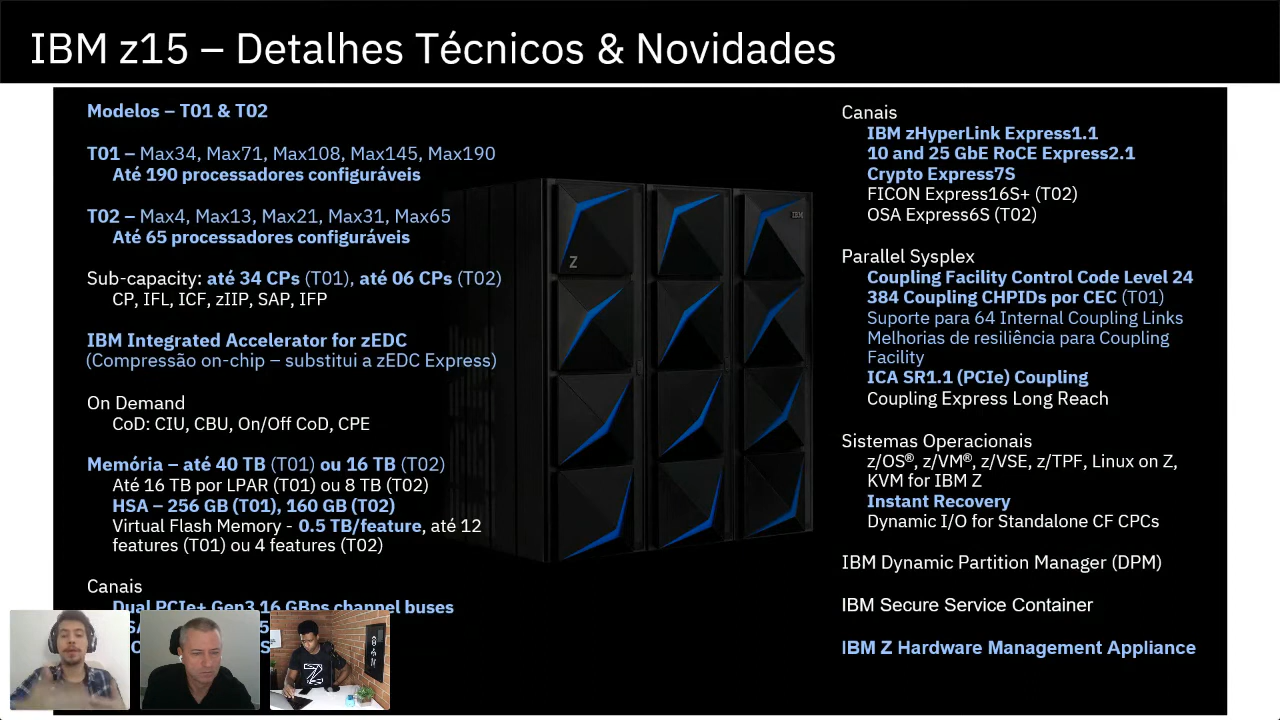 IBM z15 – Detalhes Técnicos & Novidades
Modelos – T01 & T02
T01 – Max34, Max71, Max108, Max145, Max190
Até 190 processadores configuráveis
T02 – Max4, Max13, Max21, Max31, Max65
Até 65 processadores configuráveis
Sub-capacity: até 34 CPs (T01), até 06 CPs (T02)
CP, IFL, ICF, zIIP, SAP, IFP
IBM Integrated Accelerator for zEDC
(Compressão on-chip – substitui a zEDC Express)
On Demand
CoD: CIU, CBU, On/Off CoD, CPE
Memória – até 40 TB (T01) ou 16 TB (T02)
Até 16 TB por LPAR (T01) ou 8 TB (T02)
HSA – 256 GB (T01), 160 GB (T02)
Virtual Flash Memory - 0.5 TB/feature, até 12
features (T01) ou 4 features (T02)
Canais
Dual PCIe+ Gen3 16 GBps channel buses
Z
IBM
Canais
IBM zHyperLink Express1.1
10 and 25 GbE RoCE Express2.1
Crypto Express7S
FICON Express16S+ (T02)
OSA Express6S (T02)
Parallel Sysplex
Coupling Facility Control Code Level 24
384 Coupling CHPIDs por CEC (T01)
Suporte para 64 Internal Coupling Links
Melhorias de resiliência para Coupling
Facility
ICA SR1.1 (PCIe) Coupling
Coupling Express Long Reach
Sistemas Operacionais
z/OS®, z/VM®, z/VSE, z/TPF, Linux on Z,
KVM for IBM Z
Instant Recovery
Dynamic I/O for Standalone CF CPCs
IBM Dynamic Partition Manager (DPM)
IBM Secure Service Container
IBM Z Hardware Management Appliance
Z